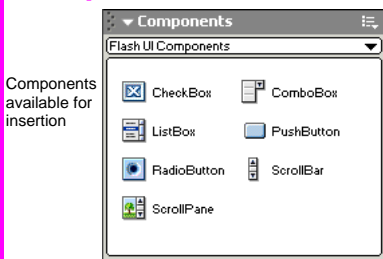 Components
Flash UI Components
Components
available for
insertion
CheckBox
ComboBox
ListBox
PushButton
RadioButton
ScrollBar
ScrollPane